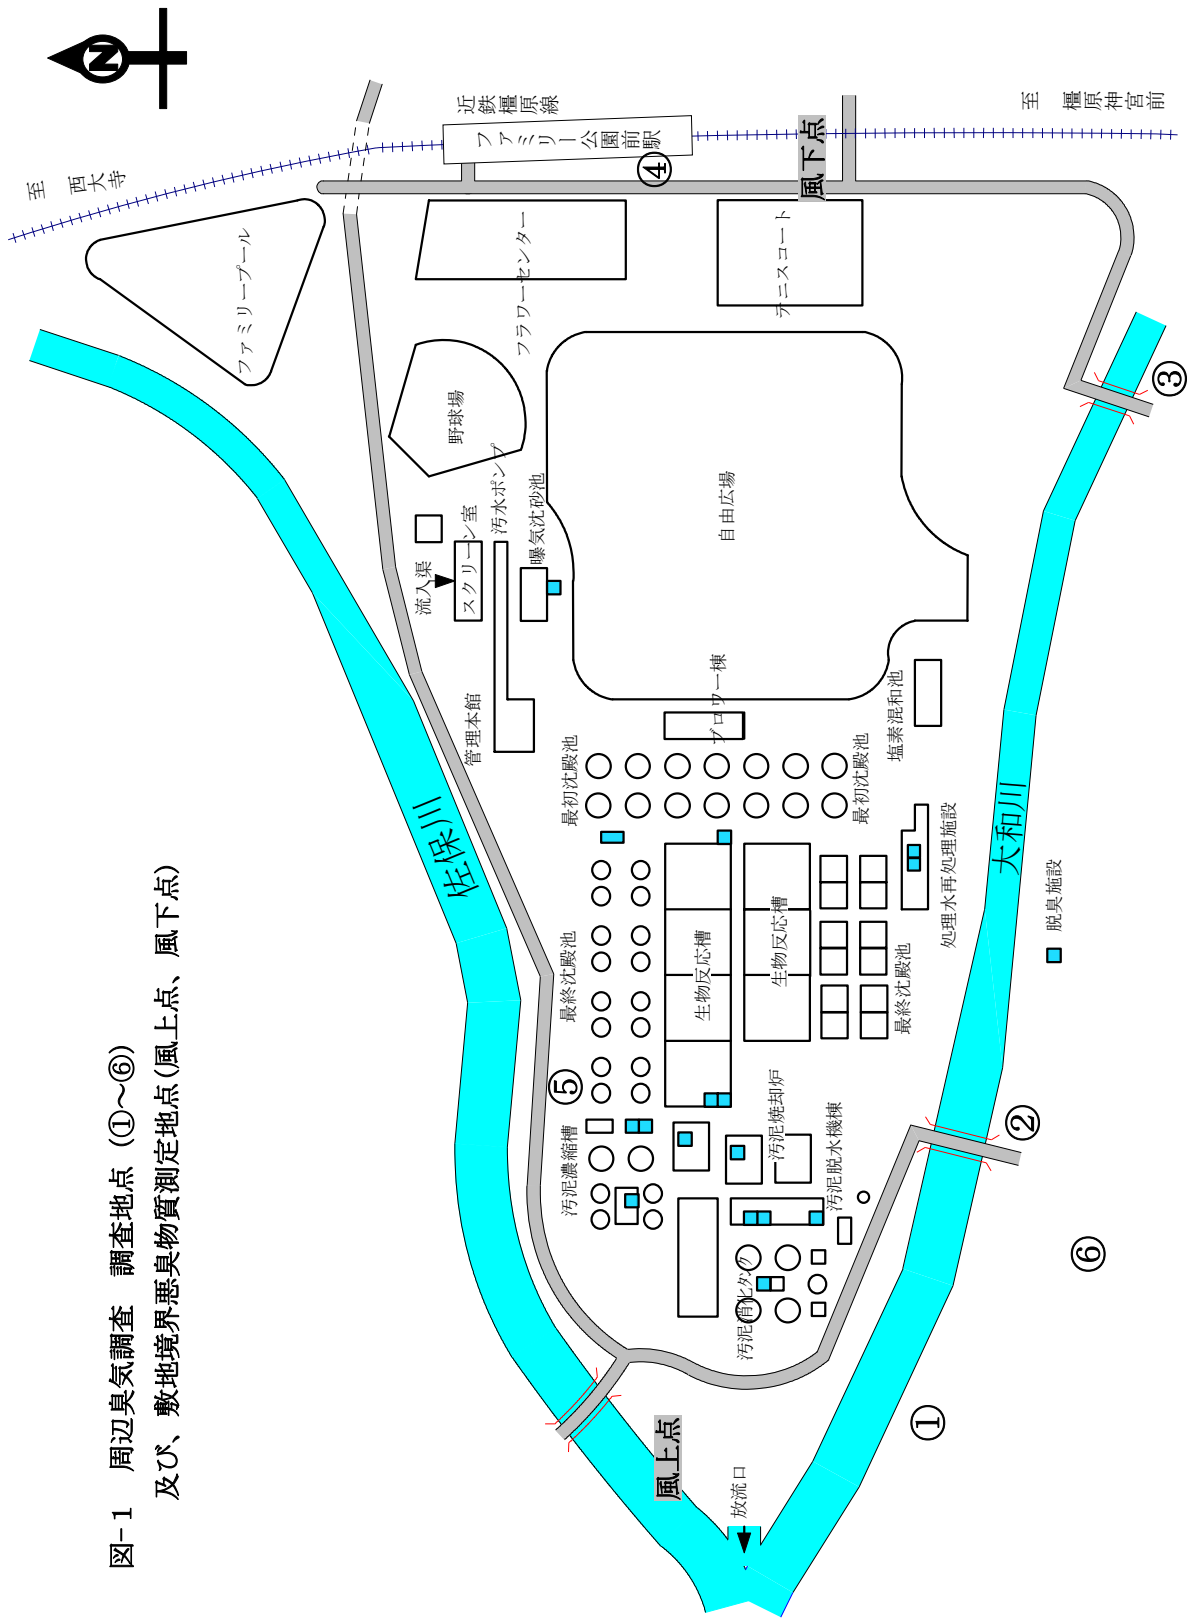 図-1　周辺臭気調査　調査地点（①～⑥）
及び、敷地境界悪臭物質測定地点(風上点、風下点)
N
至　西大寺
近鉄橿原線
ファミリー公園前駅
至　橿原神宮前
風下点
④
ファミリープール
フラワーセンター
テニスコート
野球場
自由広場
③
流入渠
スクリーン室
汚水ポンプ
曝気沈砂池
管理本館
ブロワー棟
塩素混和池
最初沈殿池
最初沈殿池
佐保川
大和川
最終沈殿池
生物反応槽
生物反応槽
最終沈殿池
処理水再処理施設
脱臭施設
⑤
汚泥濃縮槽
汚泥焼却炉
汚泥脱水機棟
②
汚泥消化タンク
⑥
①
風上点
放流口